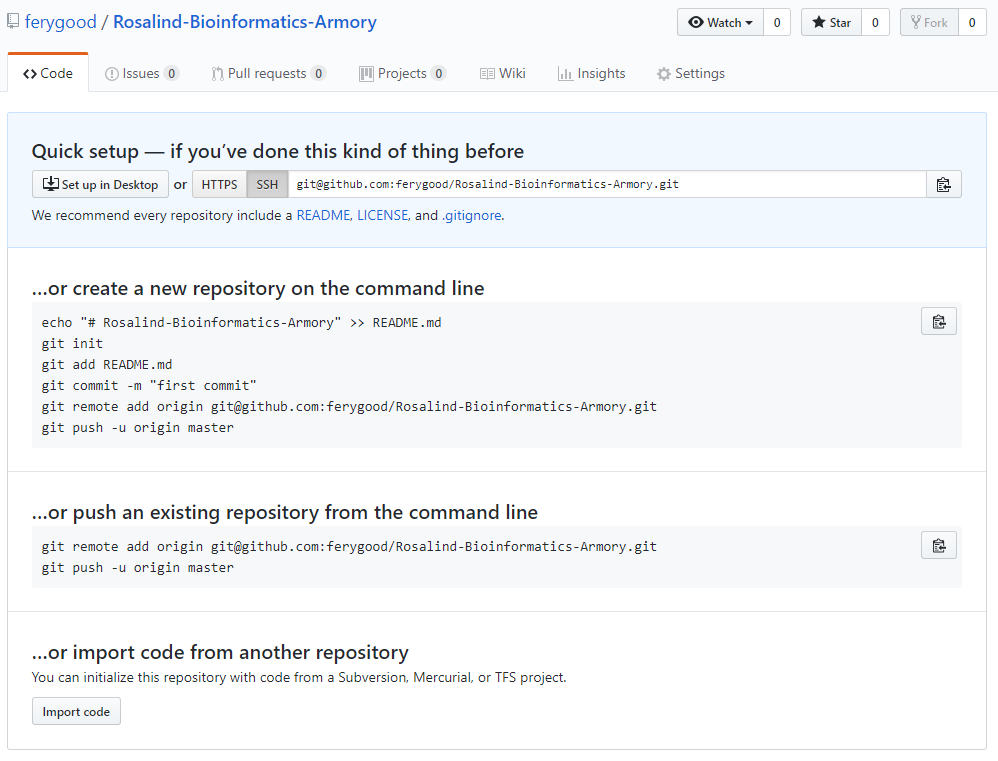 ferygood / Rosalind-Bioinformatics-Armory
Watch 0 Star 0 Fork 0
Code Issues 0 Pull requests 0 Projects 0 Wiki Insights Settings
Quick setup — if you’ve done this kind of thing before
Set up in Desktop or HTTPS SSH git@github.com:ferygood/Rosalind-Bioinformatics-Armory.git
We recommend every repository include a README, LICENSE, and .gitignore.
…or create a new repository on the command line
echo "# Rosalind-Bioinformatics-Armory" >> README.md
git init
git add README.md
git commit -m "first commit"
git remote add origin git@github.com:ferygood/Rosalind-Bioinformatics-Armory.git
git push -u origin master
…or push an existing repository from the command line
git remote add origin git@github.com:ferygood/Rosalind-Bioinformatics-Armory.git
git push -u origin master
…or import code from another repository
You can initialize this repository with code from a Subversion, Mercurial, or TFS project.
Import code